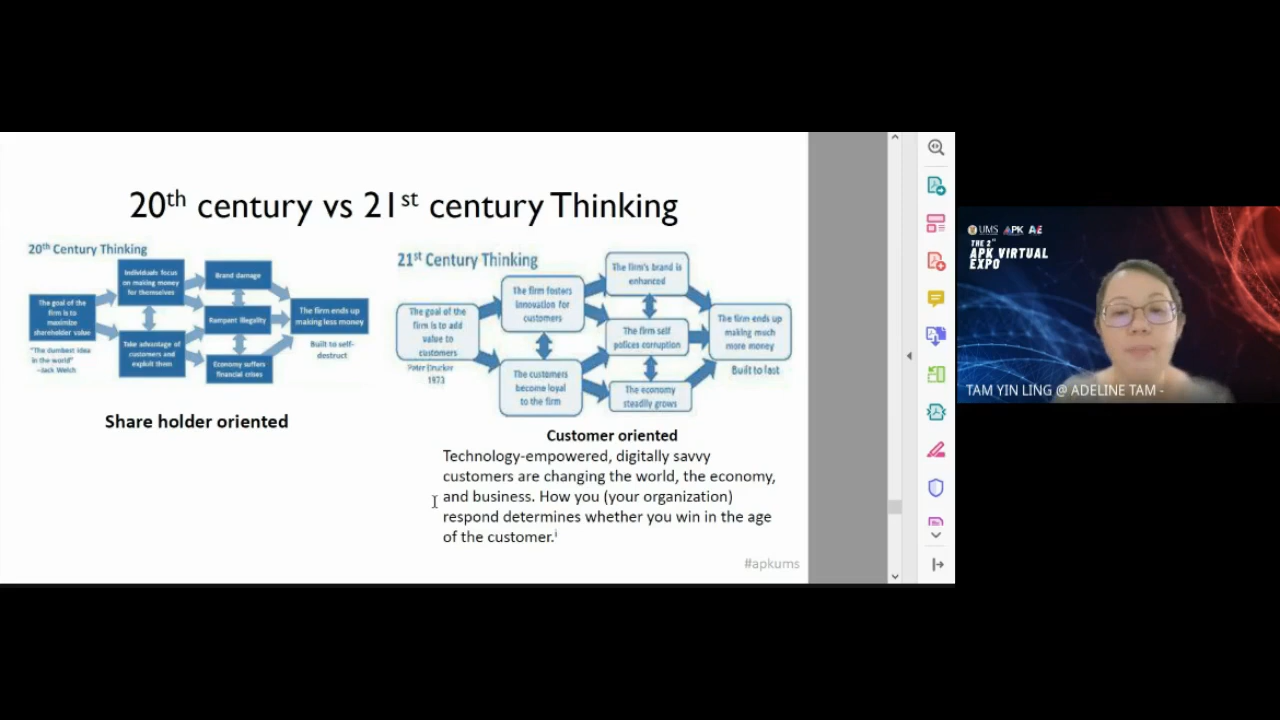 20th century vs 21st century Thinking
20th Century Thinking
The goal of the
firm is to
maximize
shareholder value
"The dumbest idea
in the world"
–Jack Welch
Individuals focus
on making money
for themselves
Take advantage of
customers and
exploit them
Brand damage
Rampant illegality
Economy suffers
financial crises
The firm ends up
making less money
Built to self-
destruct
Share holder oriented
21st Century Thinking
The goal of the
firm is to add
value to
customers
Peter Drucker
1973
The firm fosters
innovation for
customers
The customers
become loyal
to the firm
The firm's brand is
enhanced
The firm self
polices corruption
The economy
steadily grows
The firm ends up
making much
more money
Built to last
Customer oriented
Technology-empowered, digitally savvy
customers are changing the world, the economy,
and business. How you (your organization)
respond determines whether you win in the age
of the customer.i
#apkums
UMS APK AE
THE 2nd
APK VIRTUAL
EXPO
TAM YIN LING @ ADELINE TAM -